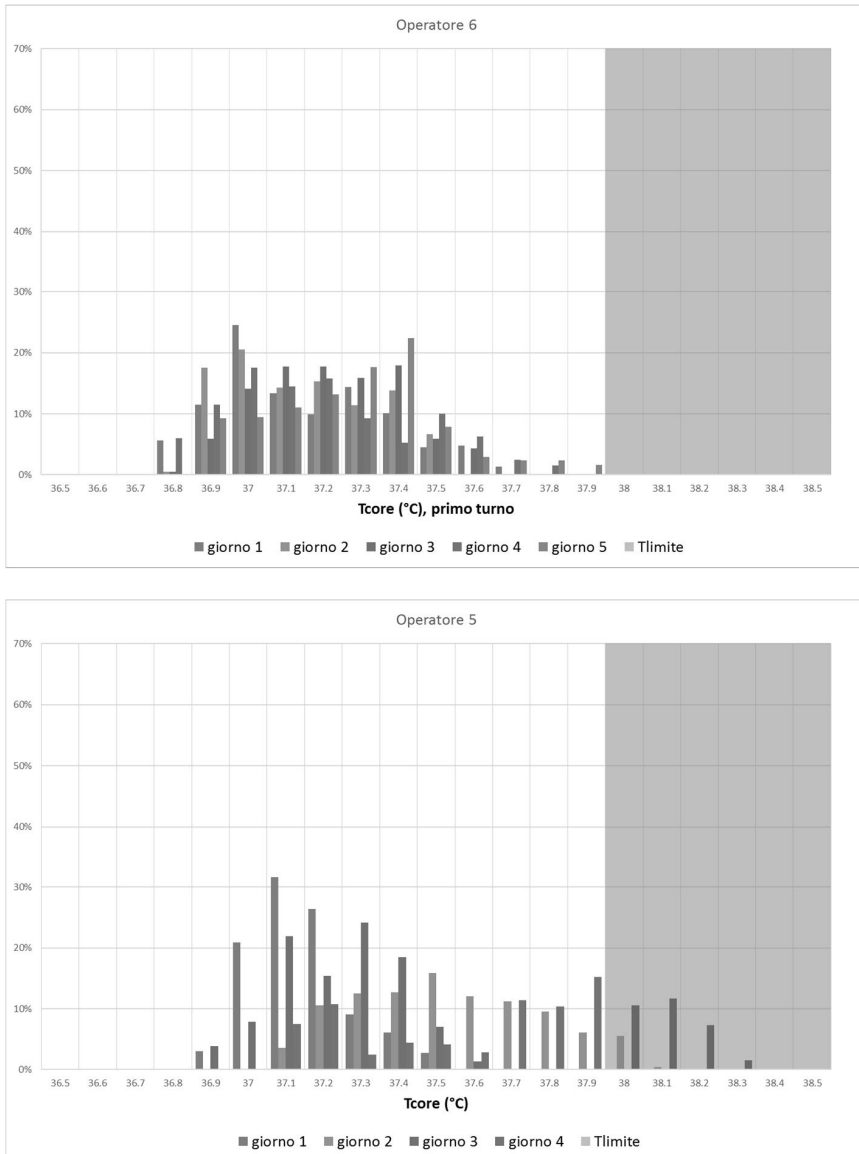 Operatore 6
70%
60%
50%
40%
30%
20%
10%
0%
36.5 36.6 36.7 36.8 36.9 37 37.1 37.2 37.3 37.4 37.5 37.6 37.7 37.8 37.9 38 38.1 38.2 38.3 38.4 38.5
Tcore (°C), primo turno
giorno 1 giorno 2 giorno 3 giorno 4 giorno 5 Tlimite
Operatore 5
70%
60%
50%
40%
30%
20%
10%
0%
36.5 36.6 36.7 36.8 36.9 37 37.1 37.2 37.3 37.4 37.5 37.6 37.7 37.8 37.9 38 38.1 38.2 38.3 38.4 38.5
Tcore (°C)
giorno 1 giorno 2 giorno 3 giorno 4 Tlimite